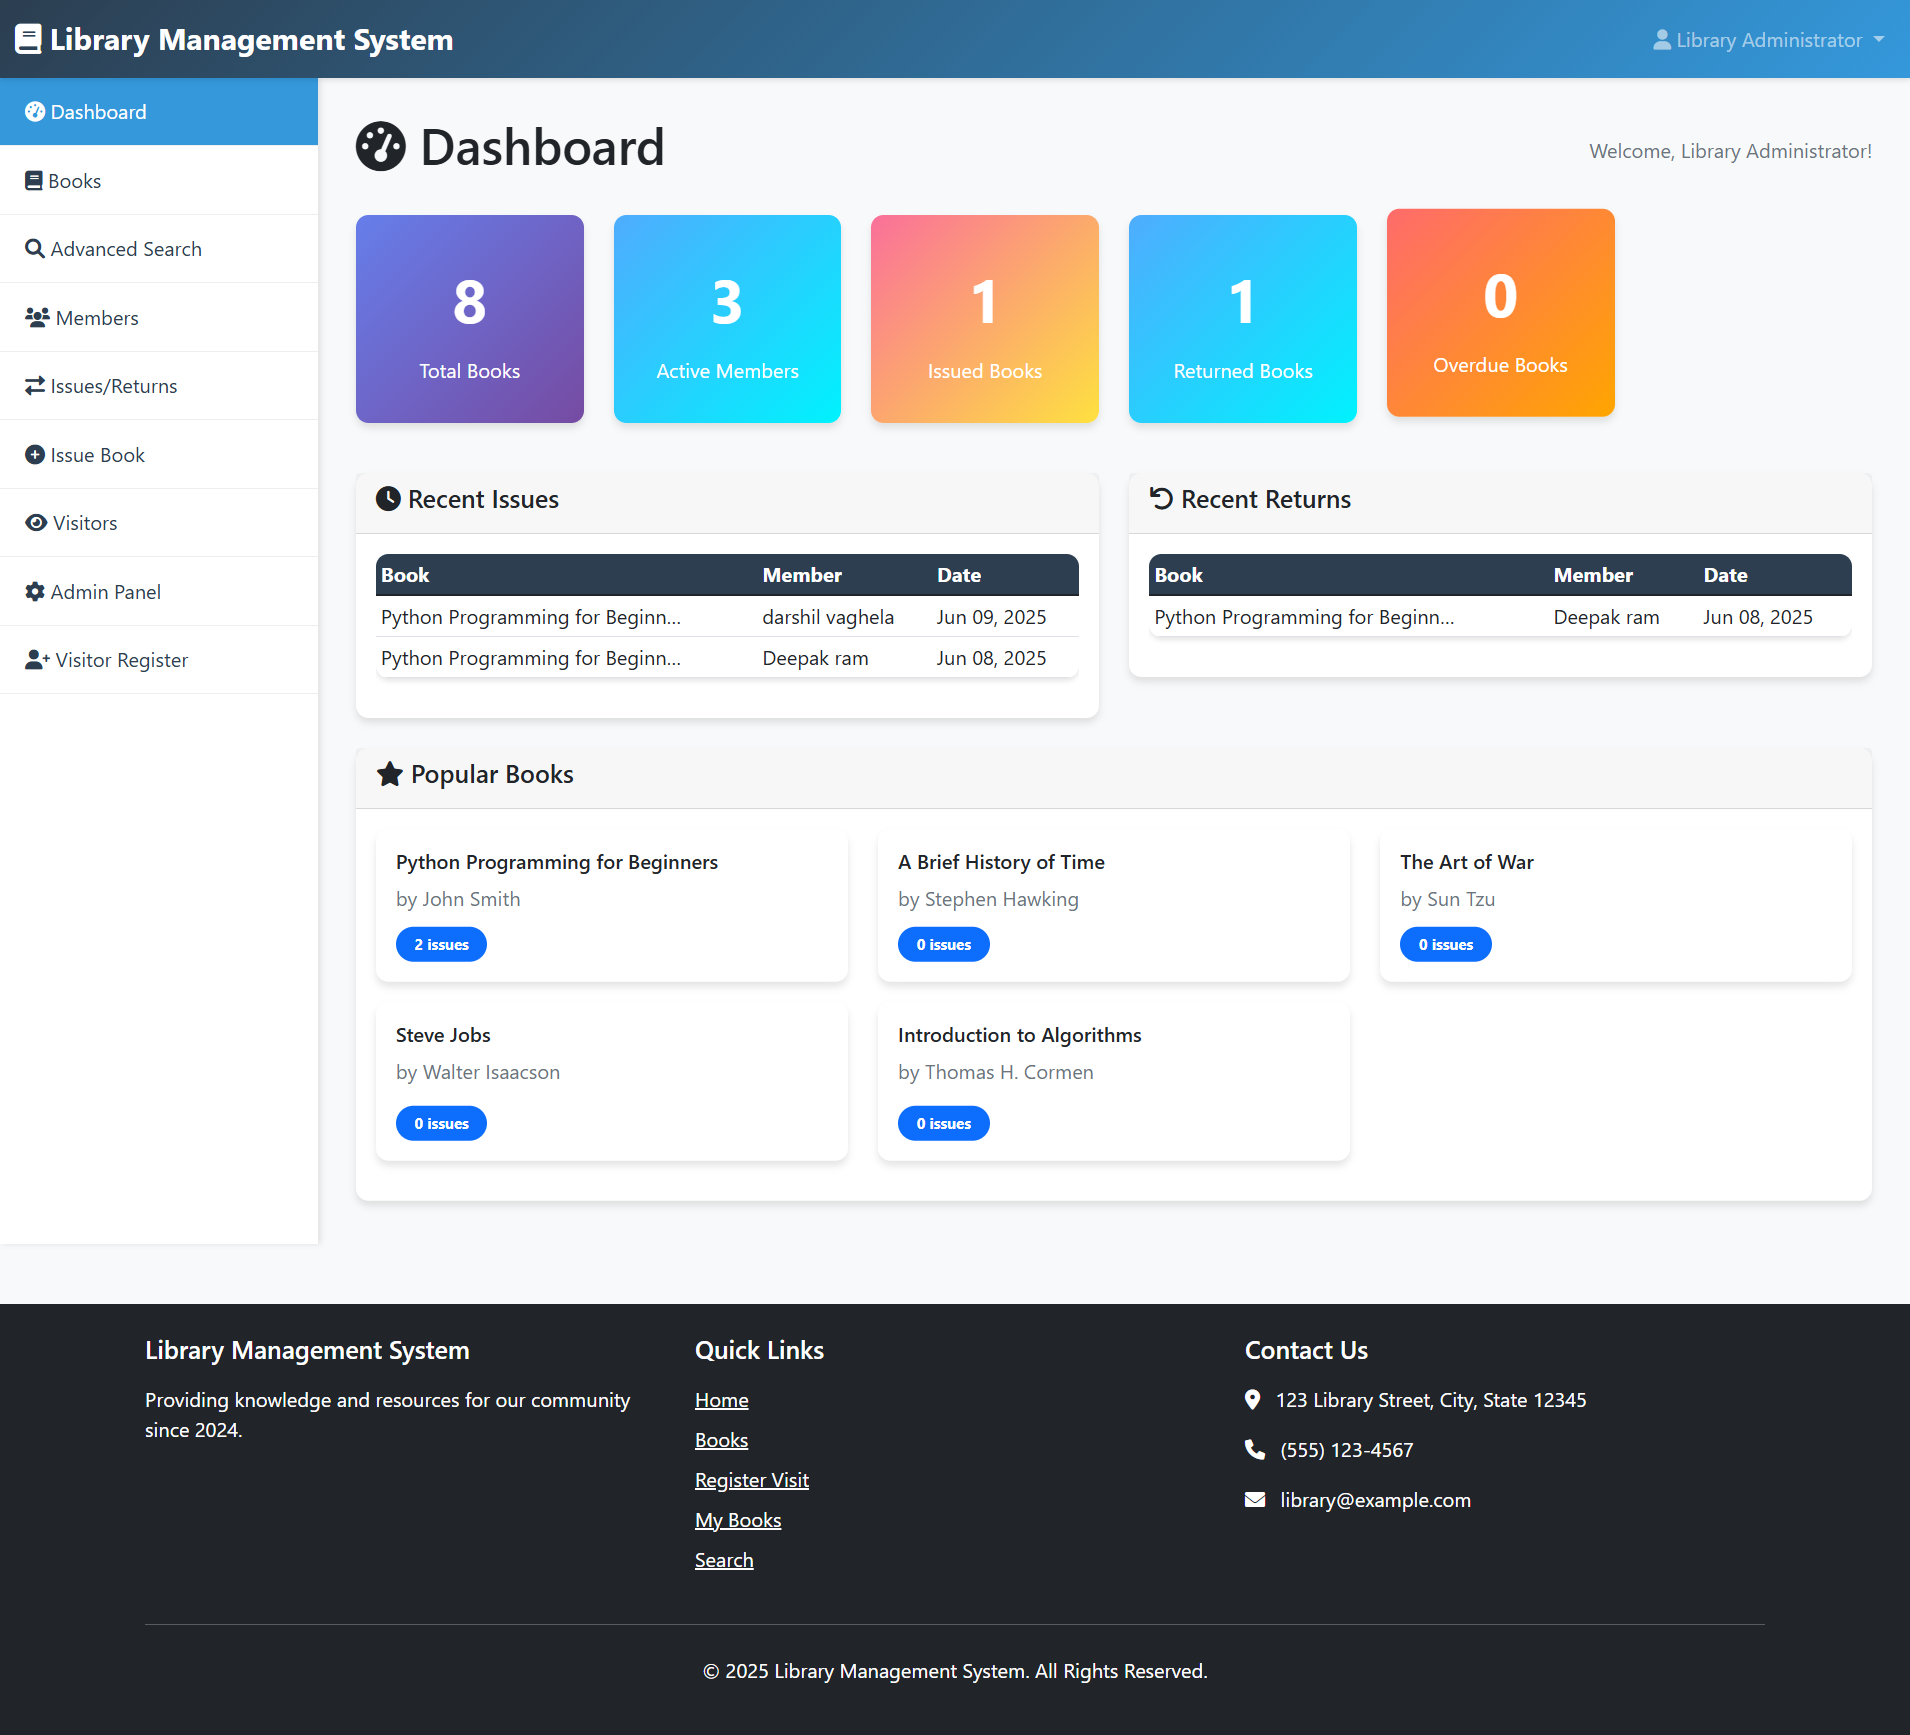 Library Management System
Library Administrator
Dashboard
Books
Advanced Search
Members
Issues/Returns
Issue Book
Visitors
Admin Panel
Visitor Register
Dashboard
Welcome, Library Administrator!
8
Total Books
3
Active Members
1
Issued Books
1
Returned Books
0
Overdue Books
Recent Issues
Book Member Date
Python Programming for Beginn... darshil vaghela Jun 09, 2025
Python Programming for Beginn... Deepak ram Jun 08, 2025
Recent Returns
Book Member Date
Python Programming for Beginn... Deepak ram Jun 08, 2025
Popular Books
Python Programming for Beginners
by John Smith
2 issues
A Brief History of Time
by Stephen Hawking
0 issues
The Art of War
by Sun Tzu
0 issues
Steve Jobs
by Walter Isaacson
0 issues
Introduction to Algorithms
by Thomas H. Cormen
0 issues
Library Management System
Providing knowledge and resources for our community
since 2024.
Quick Links
Home
Books
Register Visit
My Books
Search
Contact Us
123 Library Street, City, State 12345
(555) 123-4567
library@example.com
© 2025 Library Management System. All Rights Reserved.